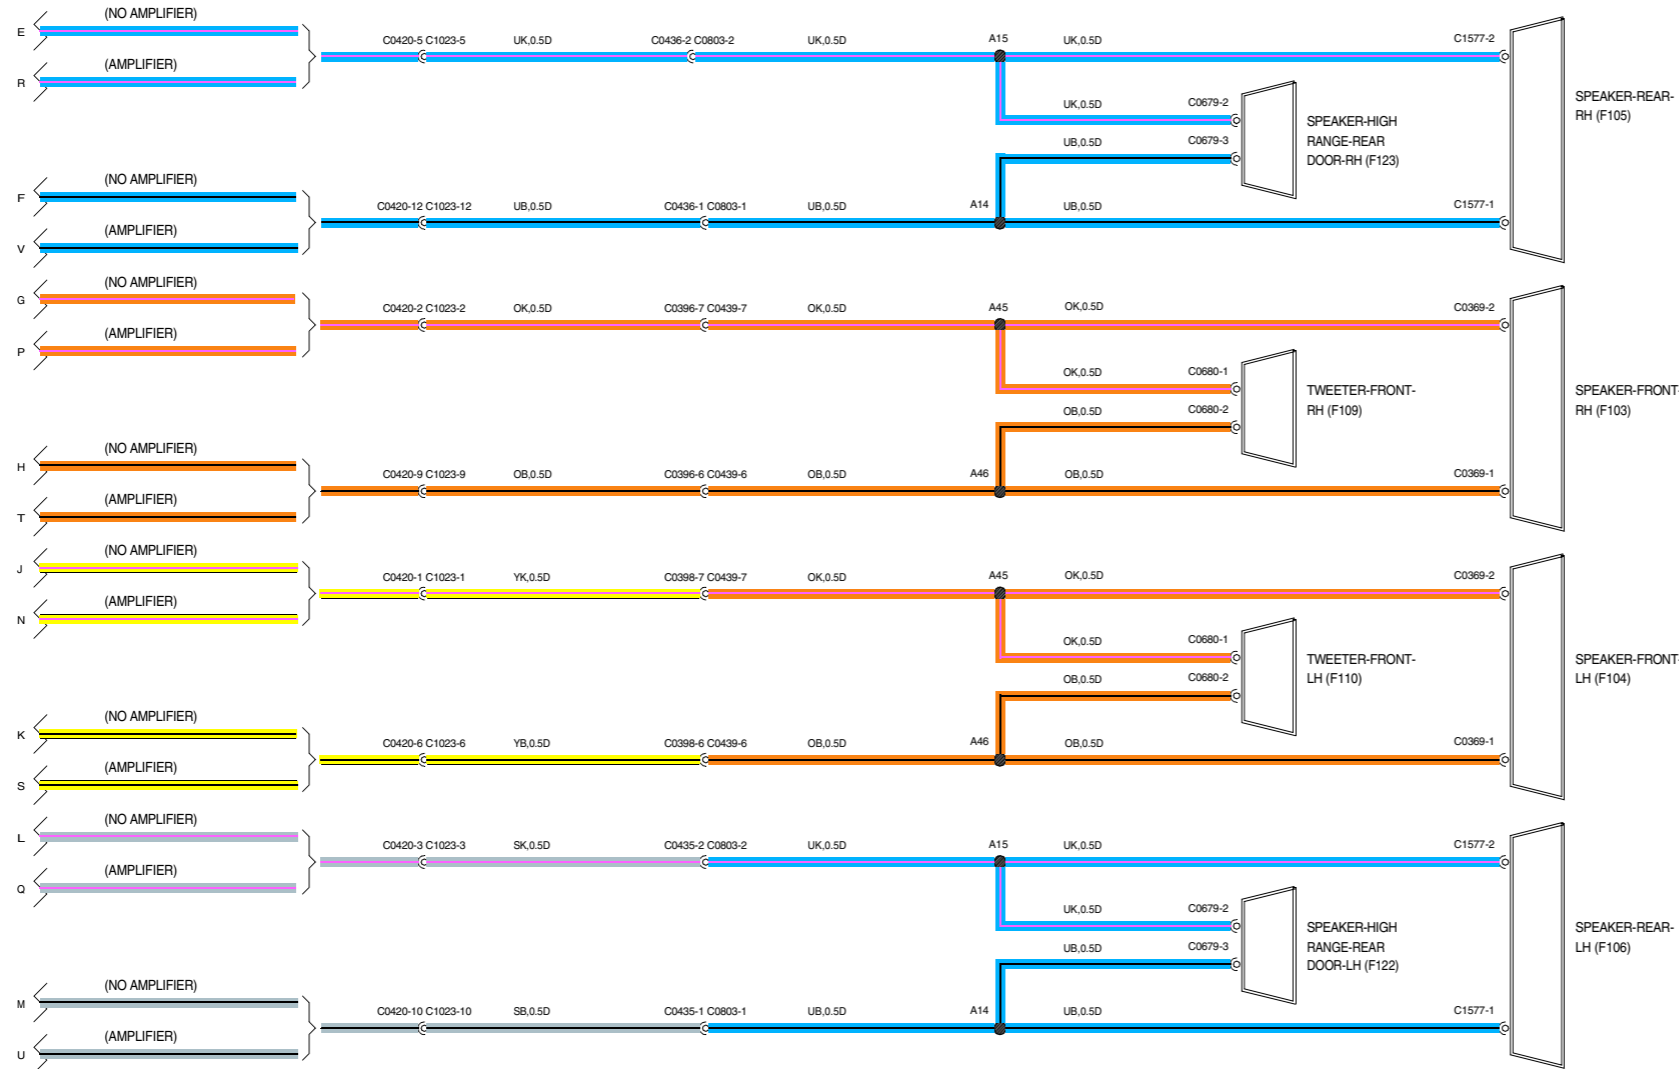 (NO AMPLIFIER)
E
C0420-5 C1023-5 UK,0.5D C0436-2 C0803-2 UK,0.5D A15 UK,0.5D C1577-2
(AMPLIFIER)
R
UK,0.5D C0679-2
SPEAKER-HIGH
RANGE-REAR
DOOR-RH (F123)
SPEAKER-REAR-
RH (F105)
UB,0.5D C0679-3
(NO AMPLIFIER)
F
C0420-12 C1023-12 UB,0.5D C0436-1 C0803-1 UB,0.5D A14 UB,0.5D C1577-1
(AMPLIFIER)
V
(NO AMPLIFIER)
G
C0420-2 C1023-2 OK,0.5D C0396-7 C0439-7 OK,0.5D A45 OK,0.5D C0369-2
(AMPLIFIER)
P
OK,0.5D C0680-1
TWEETER-FRONT-
RH (F109)
SPEAKER-FRONT-
RH (F103)
OB,0.5D C0680-2
(NO AMPLIFIER)
H
C0420-9 C1023-9 OB,0.5D C0396-6 C0439-6 OB,0.5D A46 OB,0.5D C0369-1
(AMPLIFIER)
T
(NO AMPLIFIER)
J
C0420-1 C1023-1 YK,0.5D C0398-7 C0439-7 OK,0.5D A45 OK,0.5D C0369-2
(AMPLIFIER)
N
OK,0.5D C0680-1
TWEETER-FRONT-
LH (F110)
SPEAKER-FRONT-
LH (F104)
OB,0.5D C0680-2
(NO AMPLIFIER)
K
C0420-6 C1023-6 YB,0.5D C0398-6 C0439-6 OB,0.5D A46 OB,0.5D C0369-1
(AMPLIFIER)
S
(NO AMPLIFIER)
L
C0420-3 C1023-3 SK,0.5D C0435-2 C0803-2 UK,0.5D A15 UK,0.5D C1577-2
(AMPLIFIER)
Q
UK,0.5D C0679-2
SPEAKER-HIGH
RANGE-REAR
DOOR-LH (F122)
SPEAKER-REAR-
LH (F106)
UB,0.5D C0679-3
(NO AMPLIFIER)
M
C0420-10 C1023-10 SB,0.5D C0435-1 C0803-1 UB,0.5D A14 UB,0.5D C1577-1
(AMPLIFIER)
U